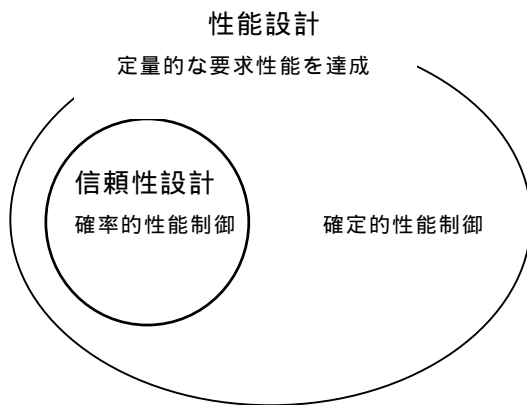 性能設計
定量的な要求性能を達成
信頼性設計
確率的性能制御
確定的性能制御